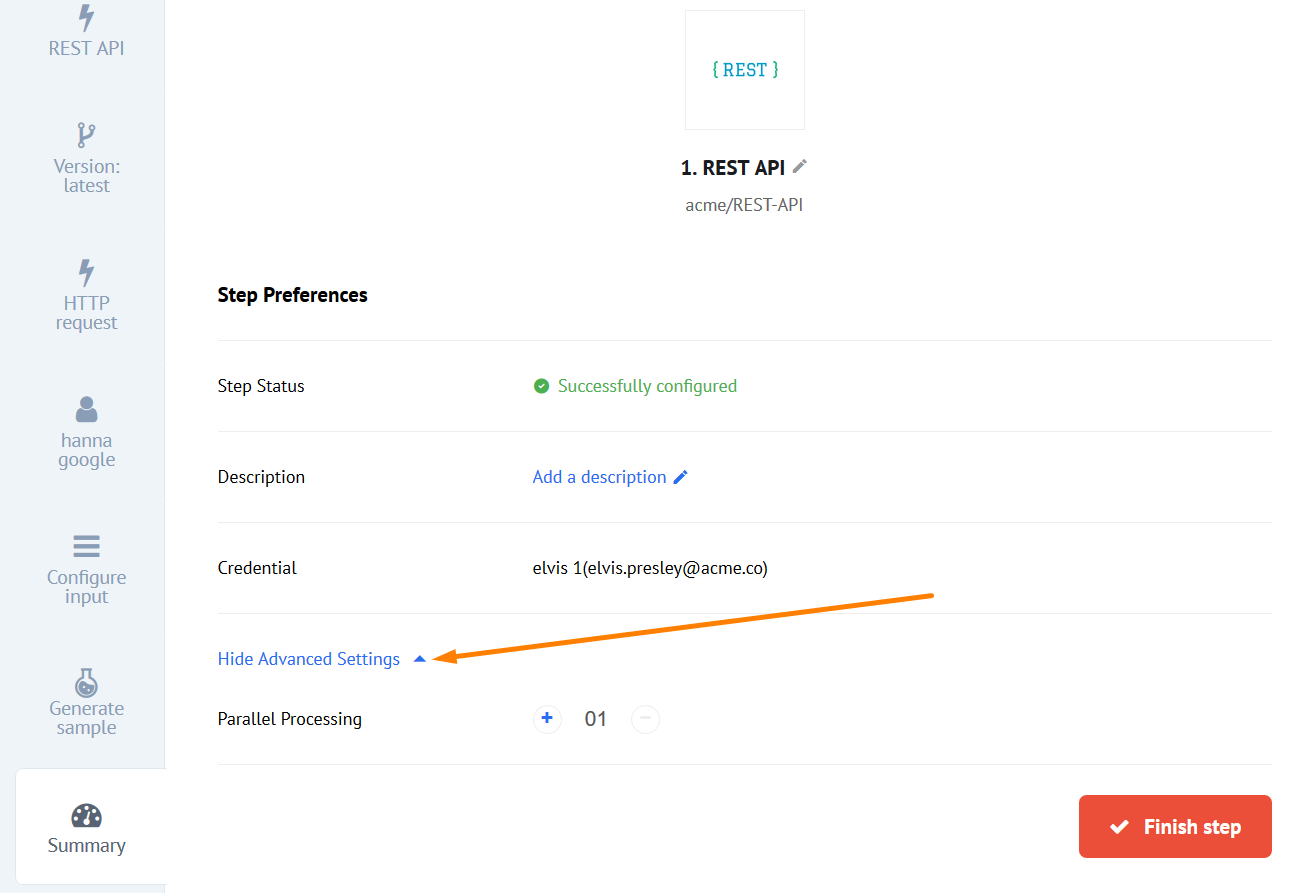 REST API
Version:
latest
HTTP
request
hanna
google
Configure
input
Generate
sample
Summary
{ REST }
1. REST API
acme/REST-API
Step Preferences
Step Status
Successfully configured
Description
Add a description
Credential
elvis 1(elvis.presley@acme.co)
Hide Advanced Settings
Parallel Processing
+ 01 −
Finish step